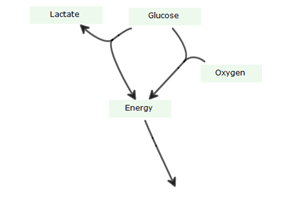 Lactate
Glucose
Oxygen
Energy